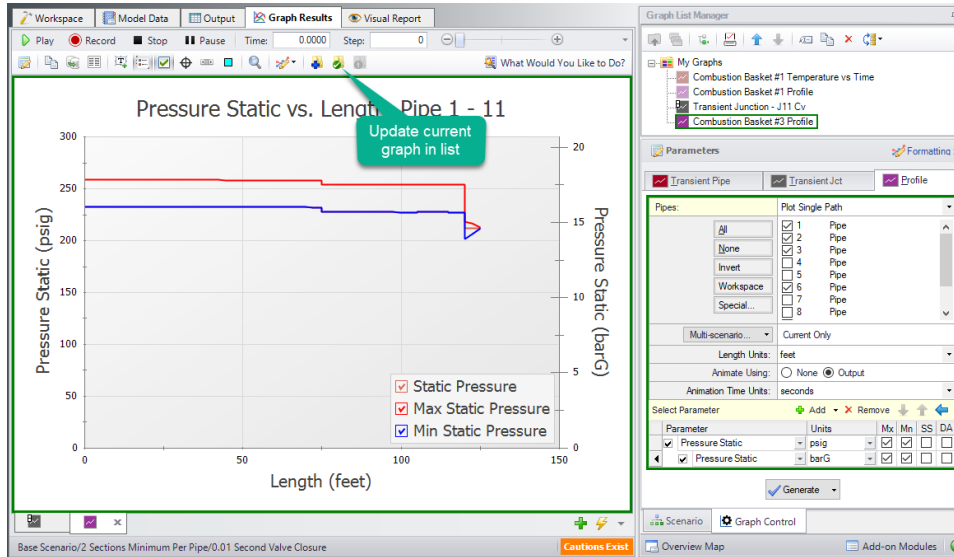 Workspace Model Data Output Graph Results Visual Report
Play Record Stop Pause Time: 0.0000 Step: 0
What Would You Like to Do?
Pressure Static vs. Length Pipe 1 - 11
Update current
graph in list
Pressure Static (psig)
300
250
200
150
100
50
0
0 50 100 150
Length (feet)
Pressure Static (barG)
20
15
10
5
0
Static Pressure
Max Static Pressure
Min Static Pressure
Base Scenario/2 Sections Minimum Per Pipe/0.01 Second Valve Closure
Cautions Exist
Graph List Manager
My Graphs
Combustion Basket #1 Temperature vs Time
Combustion Basket #1 Profile
Transient Junction - J11 Cv
Combustion Basket #3 Profile
Parameters
Formatting
Transient Pipe Transient Jct Profile
Pipes: Plot Single Path
All
None
Invert
Workspace
Special...
1 Pipe
2 Pipe
3 Pipe
4 Pipe
5 Pipe
6 Pipe
7 Pipe
8 Pipe
Multi-scenario... Current Only
Length Units: feet
Animate Using: None Output
Animation Time Units: seconds
Select Parameter Add Remove
Parameter Units Mx Mn SS DA
Pressure Static psig
Pressure Static barG
Generate
Scenario Graph Control
Overview Map Add-on Modules